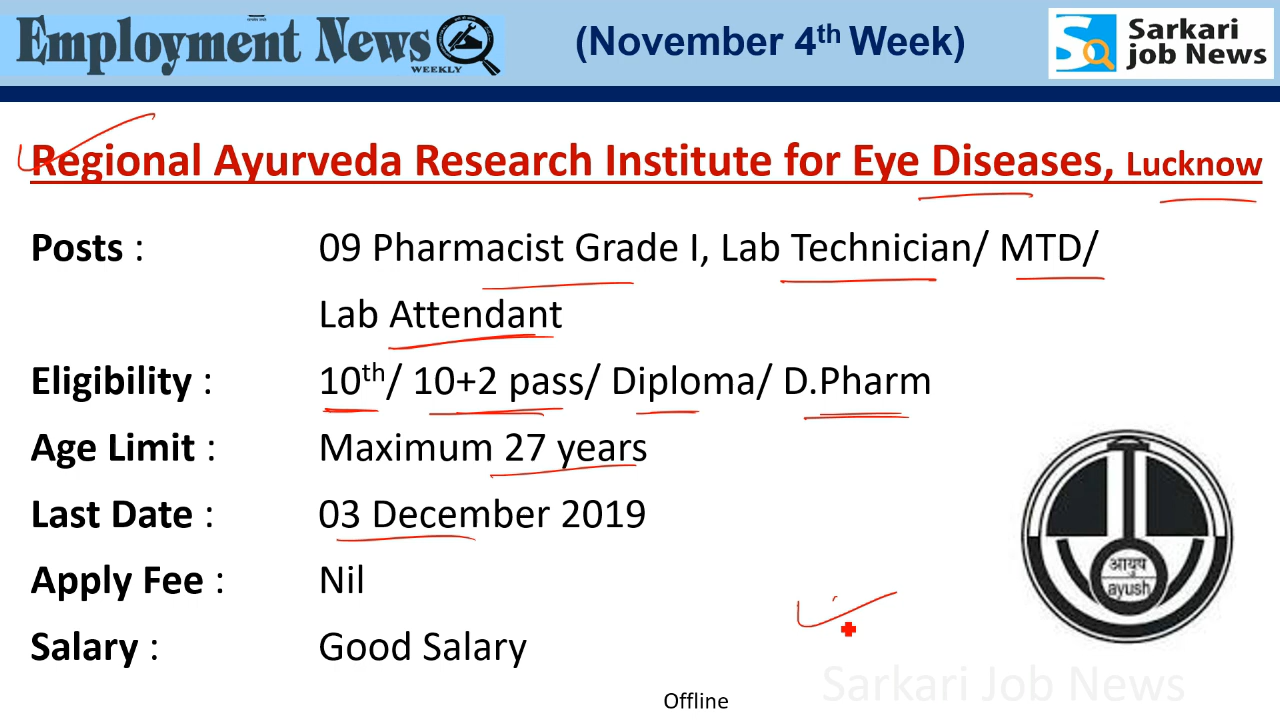 Employment News
WEEKLY
(November 4th Week)
Sarkari
job News
Regional Ayurveda Research Institute for Eye Diseases, Lucknow
Posts : 09 Pharmacist Grade I, Lab Technician/ MTD/
Lab Attendant
Eligibility : 10th/ 10+2 pass/ Diploma/ D.Pharm
Age Limit : Maximum 27 years
Last Date : 03 December 2019
Apply Fee : Nil
Salary : Good Salary
आयुष
ayush
Sarkari Job News
Offline